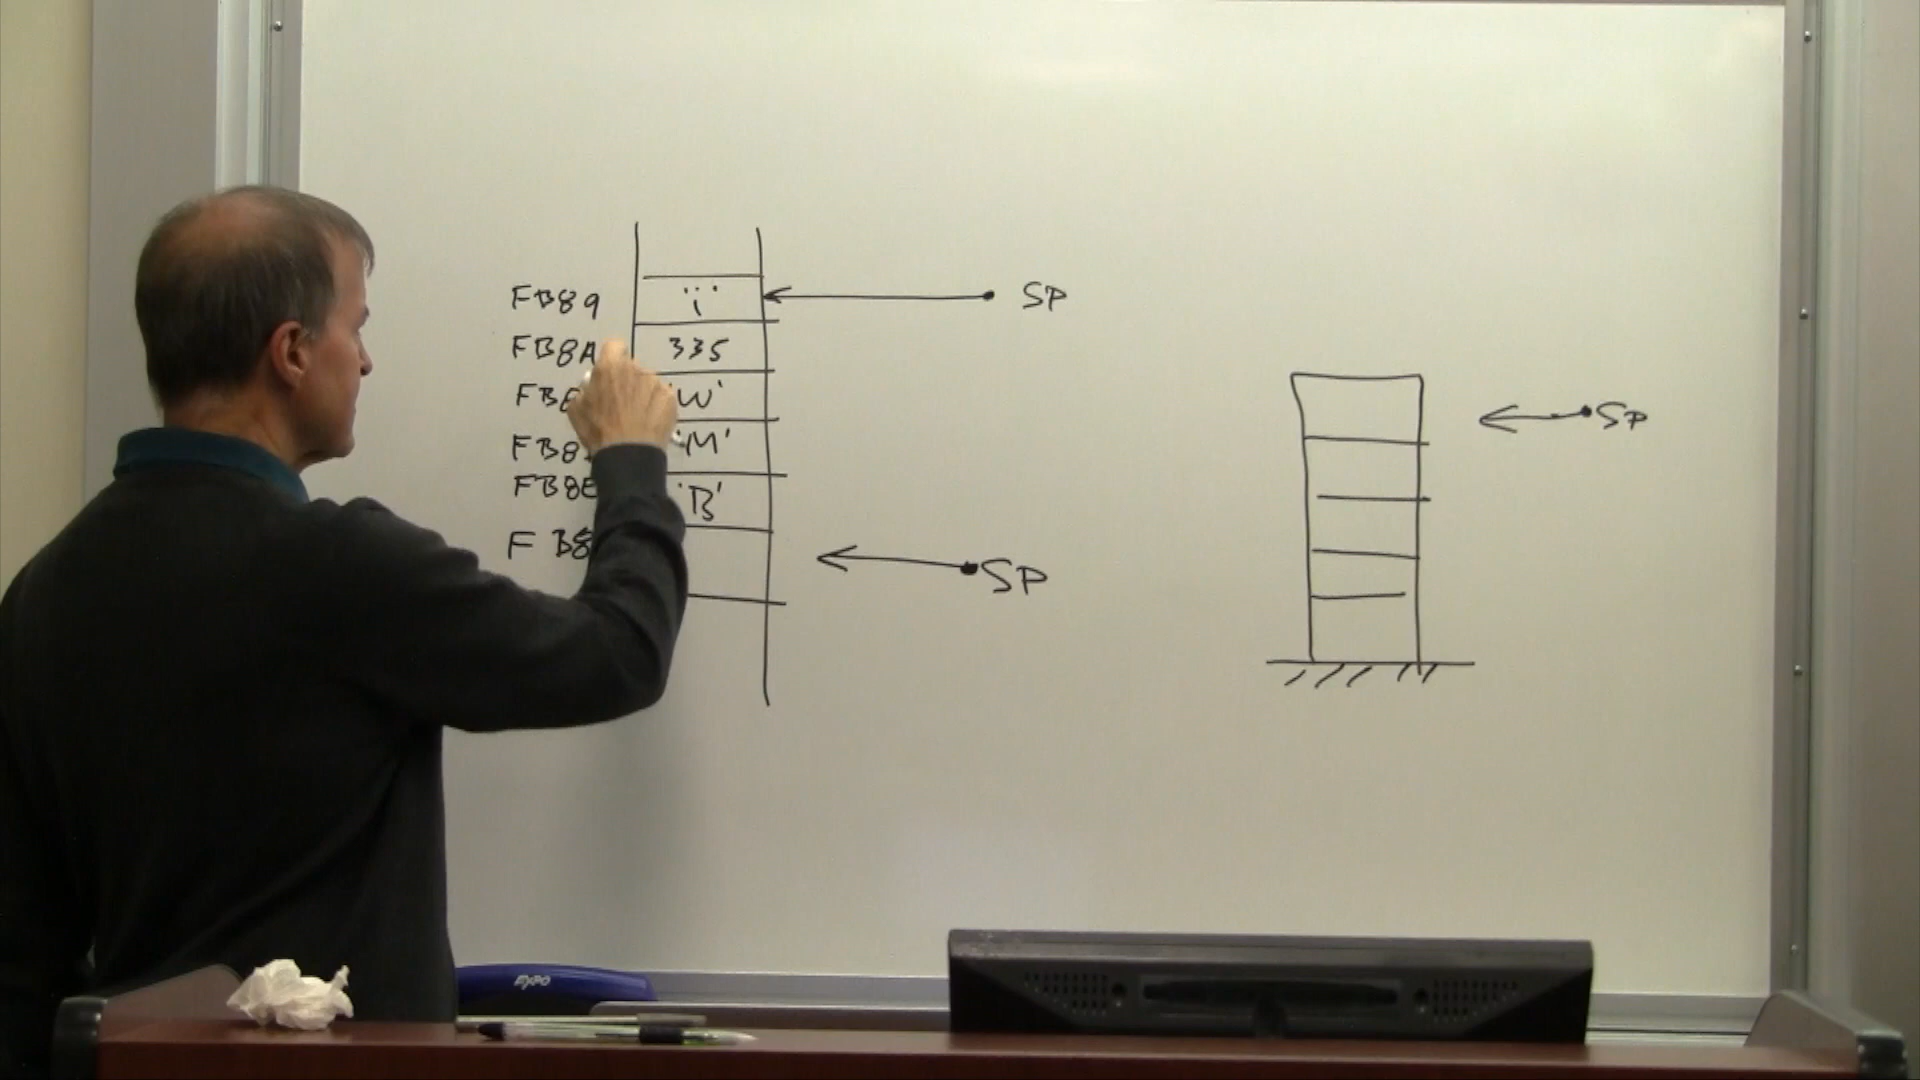 FB89 'i' SP
FB8A 335
'W'
'M'
FB8E 'B'
SP
SP
EXPO